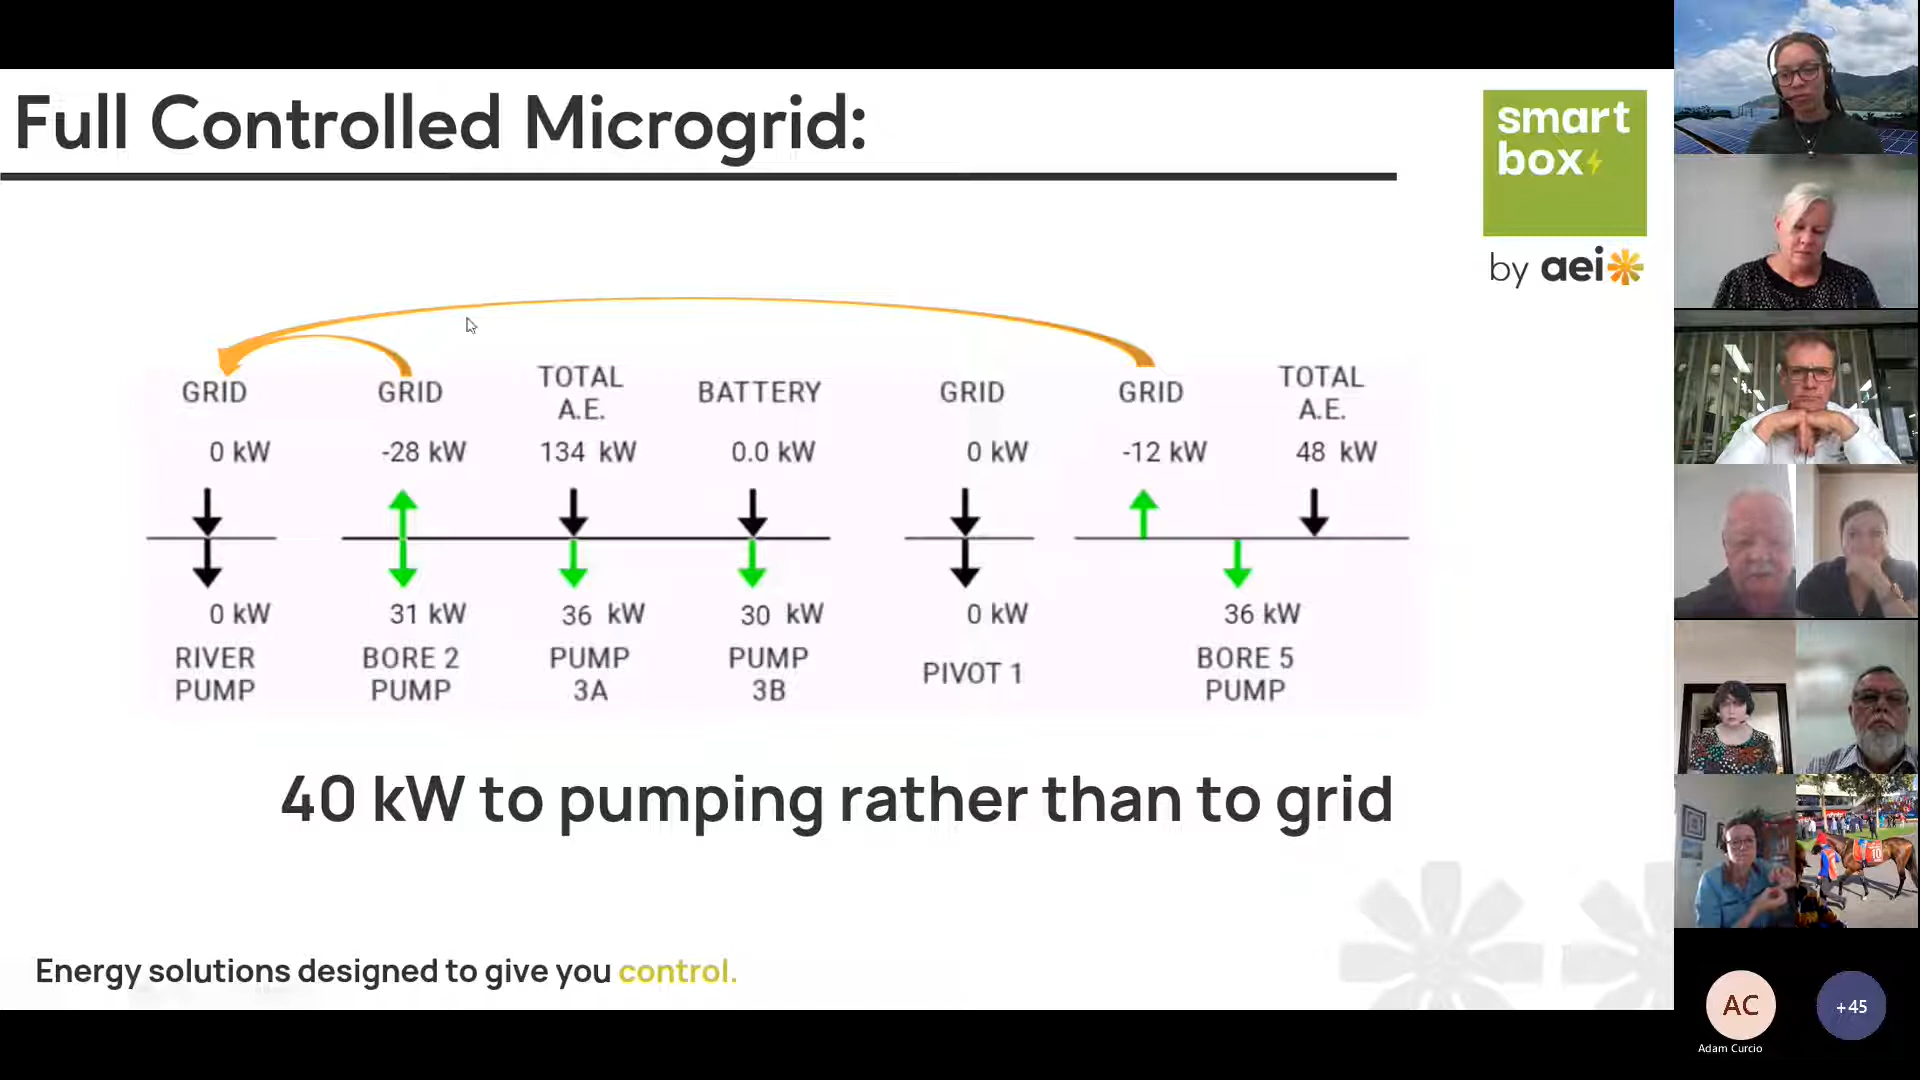 Full Controlled Microgrid:
smart
box
by aei
GRID GRID TOTAL A.E. BATTERY GRID GRID TOTAL A.E.
0 kW -28 kW 134 kW 0.0 kW 0 kW -12 kW 48 kW
0 kW 31 kW 36 kW 30 kW 0 kW 36 kW
RIVER PUMP BORE 2 PUMP PUMP 3A PUMP 3B PIVOT 1 BORE 5 PUMP
40 kW to pumping rather than to grid
Energy solutions designed to give you control.
10
AC
+45
Adam Curcio